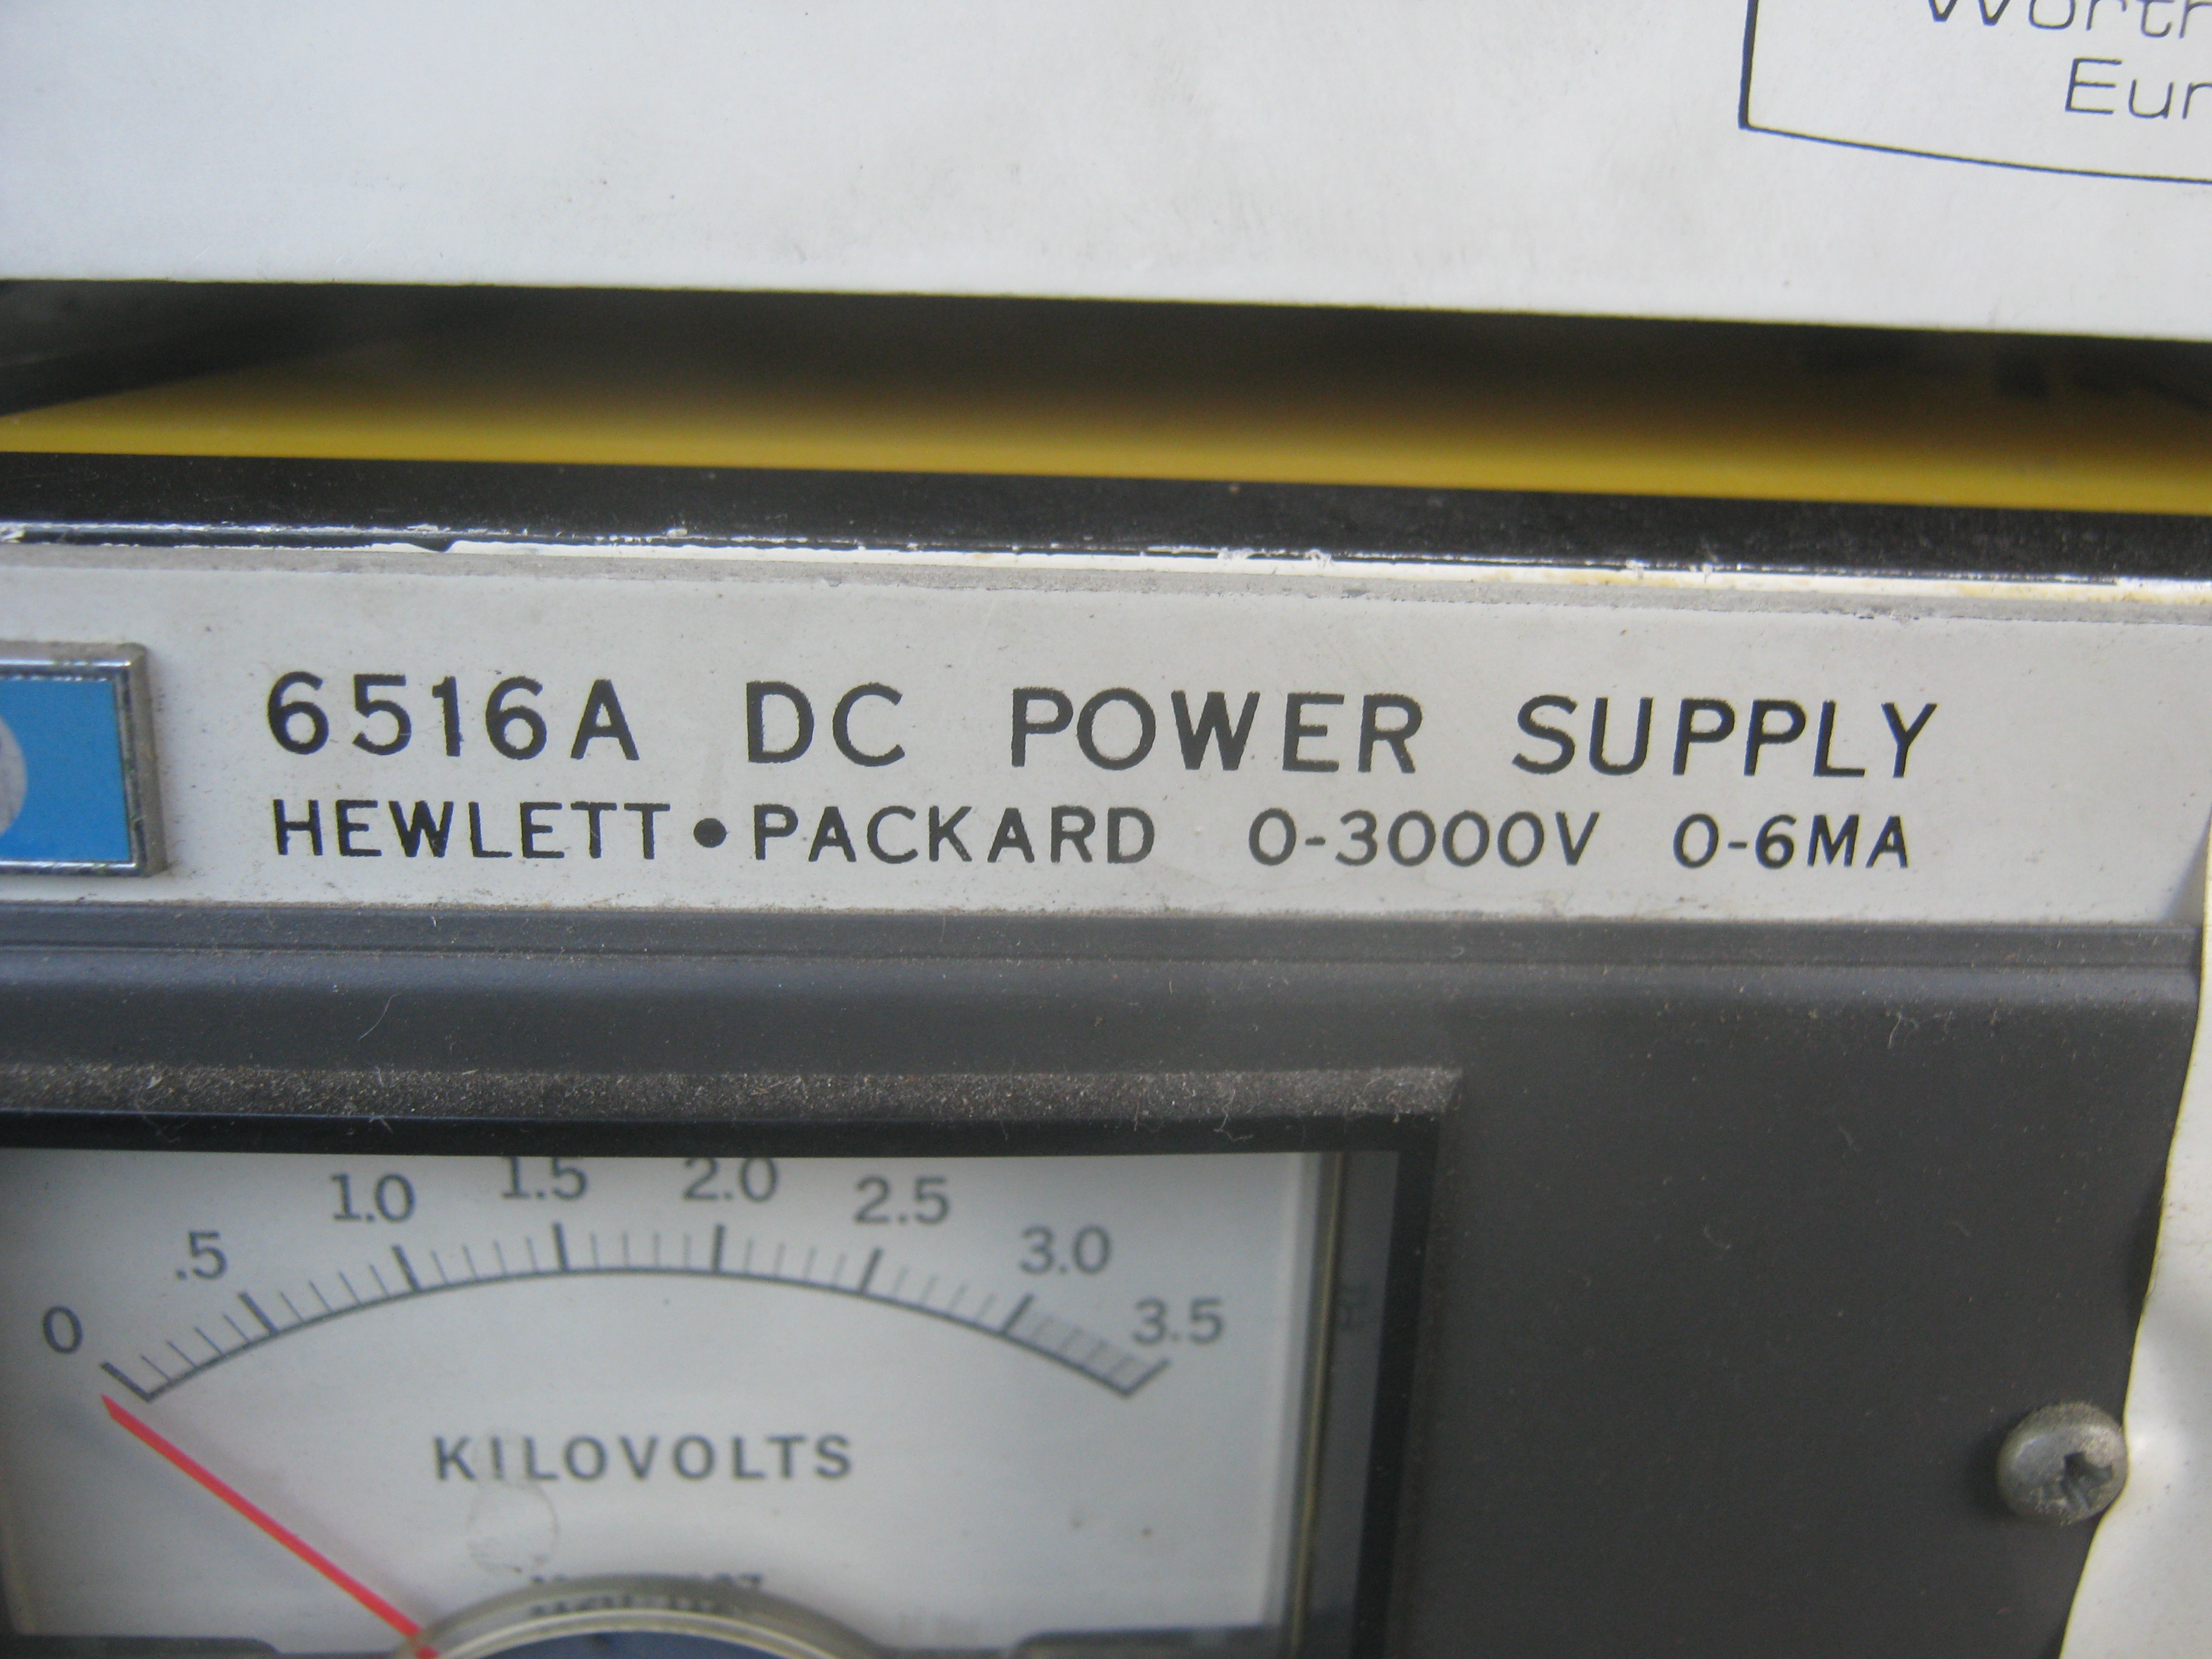 6516A DC POWER SUPPLY
HEWLETT•PACKARD 0-3000V 0-6MA
0 .5 1.0 1.5 2.0 2.5 3.0 3.5
KILOVOLTS